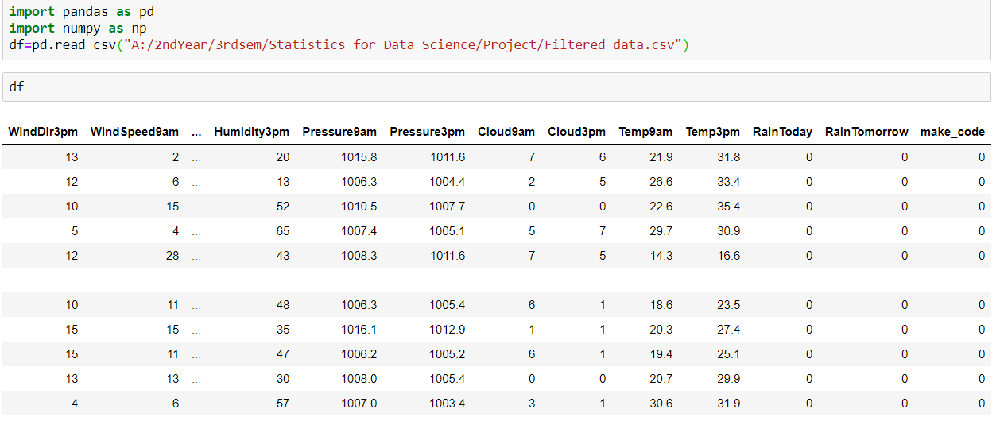 import pandas as pd
import numpy as np
df=pd.read_csv("A:/2ndYear/3rdsem/Statistics for Data Science/Project/Filtered data.csv")
df
WindDir3pm WindSpeed9am ... Humidity3pm Pressure9am Pressure3pm Cloud9am Cloud3pm Temp9am Temp3pm RainToday RainTomorrow make_code
13 2 ... 20 1015.8 1011.6 7 6 21.9 31.8 0 0 0
12 6 ... 13 1006.3 1004.4 2 5 26.6 33.4 0 0 0
10 15 ... 52 1010.5 1007.7 0 0 22.6 35.4 0 0 0
5 4 ... 65 1007.4 1005.1 5 7 29.7 30.9 0 0 0
12 28 ... 43 1008.3 1011.6 7 5 14.3 16.6 0 0 0
... ... ... ... ... ... ... ... ... ... ... ... ...
10 11 ... 48 1006.3 1005.4 6 1 18.6 23.5 0 0 0
15 15 ... 35 1016.1 1012.9 1 1 20.3 27.4 0 0 0
15 11 ... 47 1006.2 1005.2 6 1 19.4 25.1 0 0 0
13 13 ... 30 1008.0 1005.4 0 0 20.7 29.9 0 0 0
4 6 ... 57 1007.0 1003.4 3 1 30.6 31.9 0 0 0